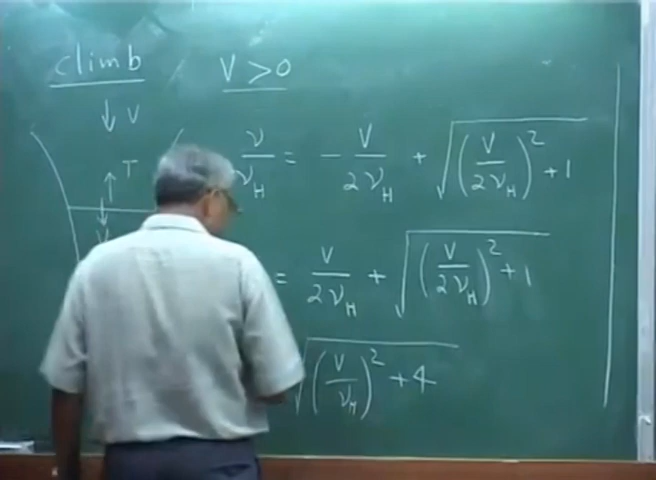 climb V > 0
↓ V
↑ T
ν/ν_H = - V/2ν_H + √((V/2ν_H)² + 1)
= V/2ν_H + √((V/2ν_H)² + 1)
√((V/ν_H)² + 4